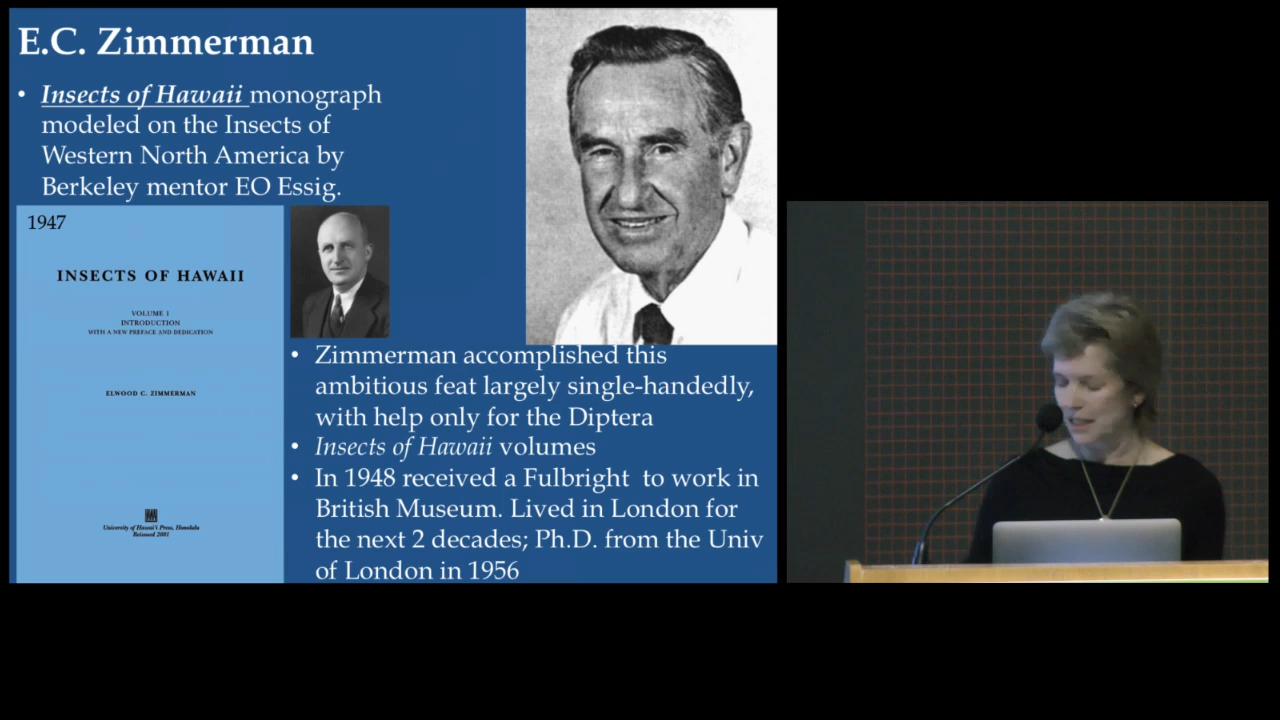 E.C. Zimmerman
• Insects of Hawaii monograph
modeled on the Insects of
Western North America by
Berkeley mentor EO Essig.
1947
INSECTS OF HAWAII
VOLUME 1
INTRODUCTION
WITH A NEW PREFACE AND DEDICATION
ELWOOD C. ZIMMERMAN
University of Hawai'i Press, Honolulu
Reissued 2001
• Zimmerman accomplished this
ambitious feat largely single-handedly,
with help only for the Diptera
• Insects of Hawaii volumes
• In 1948 received a Fulbright to work in
British Museum. Lived in London for
the next 2 decades; Ph.D. from the Univ
of London in 1956